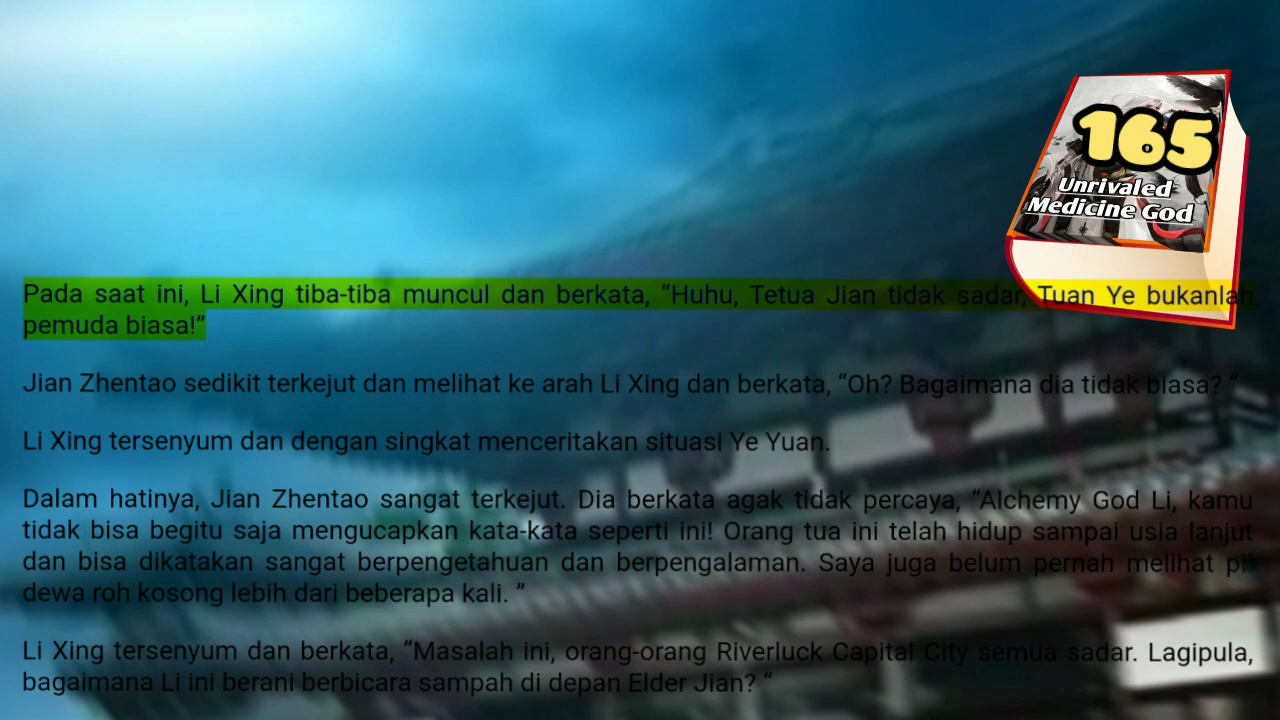 165
Unrivaled
Medicine God
Pada saat ini, Li Xing tiba-tiba muncul dan berkata, “Huhu, Tetua Jian tidak sadar, Tuan Ye bukanlah
pemuda biasa!”
Jian Zhentao sedikit terkejut dan melihat ke arah Li Xing dan berkata, “Oh? Bagaimana dia tidak biasa? “
Li Xing tersenyum dan dengan singkat menceritakan situasi Ye Yuan.
Dalam hatinya, Jian Zhentao sangat terkejut. Dia berkata agak tidak percaya, “Alchemy God Li, kamu
tidak bisa begitu saja mengucapkan kata-kata seperti ini! Orang tua ini telah hidup sampai usia lanjut
dan bisa dikatakan sangat berpengetahuan dan berpengalaman. Saya juga belum pernah melihat pil
dewa roh kosong lebih dari beberapa kali. ”
Li Xing tersenyum dan berkata, “Masalah ini, orang-orang Riverluck Capital City semua sadar. Lagipula,
bagaimana Li ini berani berbicara sampah di depan Elder Jian? “